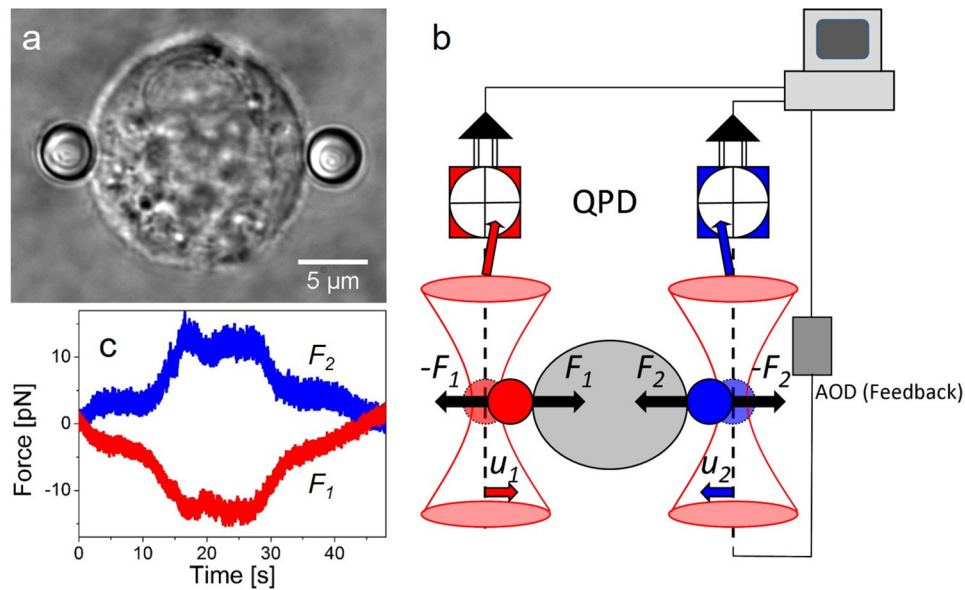 a
5 μm
b
QPD
-F₁
F₁
F₂
-F₂
AOD (Feedback)
u₁
u₂
c
Force [pN]
10
0
-10
F₂
F₁
0
10
20
30
40
Time [s]